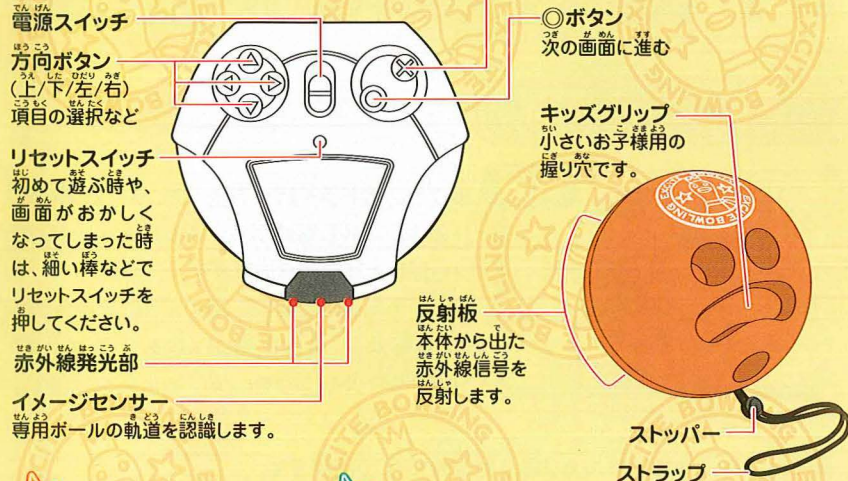 電源スイッチ
方向ボタン
(上/下/左/右)
項目の選択など
リセットスイッチ
初めて遊ぶ時や、
画面がおかしく
なってしまった時
は、細い棒などで
リセットスイッチを
押してください。
赤外線発光部
イメージセンサー
専用ボールの軌道を認識します。
◎ボタン
次の画面に進む
キッズグリップ
小さいお子様用の
握り穴です。
EXCITE BOWLING
反射板
本体から出た
赤外線信号を
反射します。
ストッパー
ストラップ